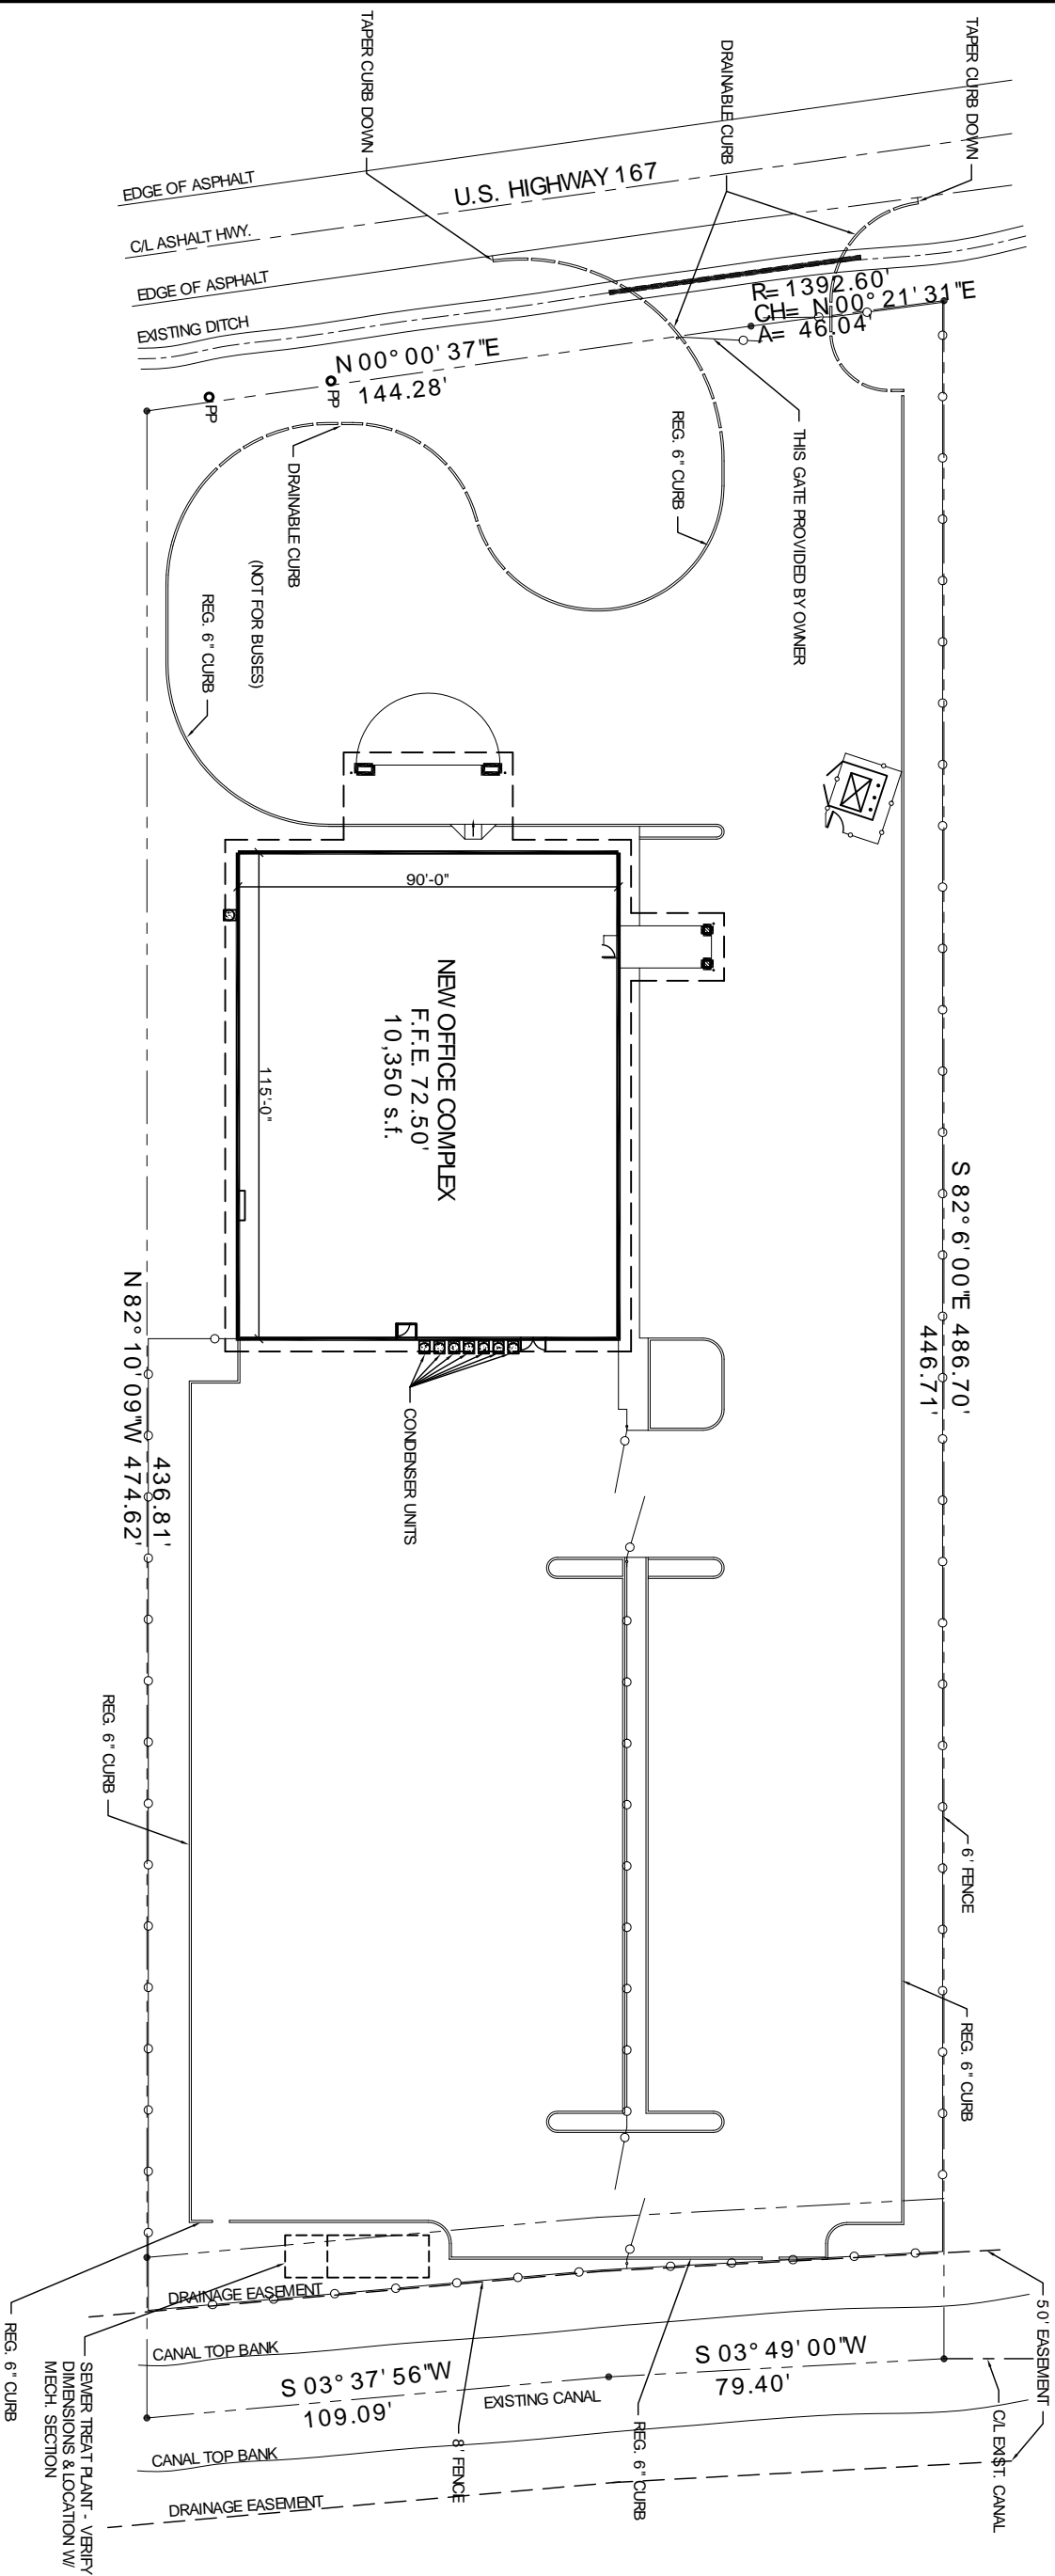 TAPER CURB DOWN
DRAINABLE CURB
TAPER CURB DOWN
EDGE OF ASPHALT
U.S. HIGHWAY 167
C/L ASHALT HWY.
EDGE OF ASPHALT
EXISTING DITCH
R= 1392.60'
CH= N 00° 21' 31"E
A= 46.04'
N 00° 00' 37"E
144.28'
PP
PP
REG. 6" CURB
THIS GATE PROVIDED BY OWNER
DRAINABLE CURB
(NOT FOR BUSES)
REG. 6" CURB
90'-0"
115'-0"
NEW OFFICE COMPLEX
F.F.E. 72.50'
10,350 s.f.
S 82° 6' 00"E 486.70'
446.71'
436.81'
N 82° 10' 09"W 474.62'
CONDENSER UNITS
REG. 6" CURB
6' FENCE
REG. 6" CURB
50' EASEMENT
C/L EXIST. CANAL
DRAINAGE EASEMENT
CANAL TOP BANK
S 03° 37' 56"W
109.09'
EXISTING CANAL
S 03° 49' 00"W
79.40'
CANAL TOP BANK
DRAINAGE EASEMENT
8' FENCE
REG. 6" CURB
SEWER TREAT PLANT - VERIFY
DIMENSIONS & LOCATION W/
MECH. SECTION
REG. 6" CURB